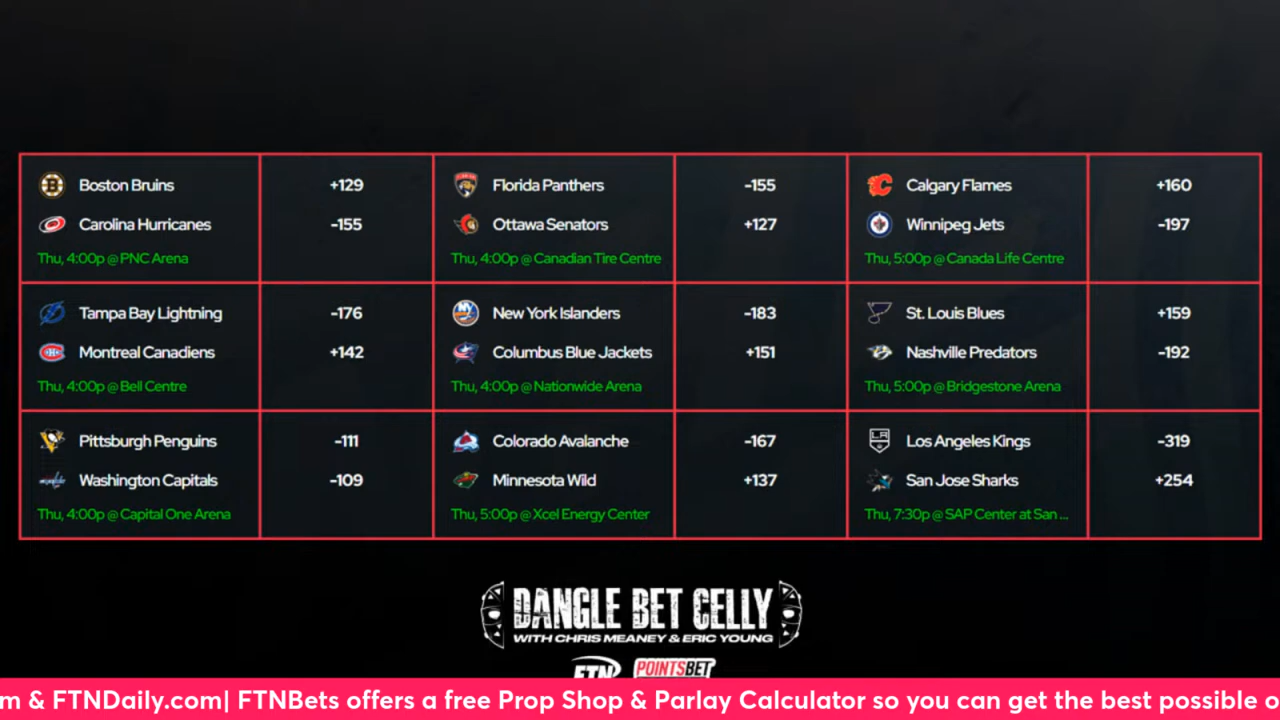 Boston Bruins +129
Carolina Hurricanes -155
Thu, 4:00p @ PNC Arena
Florida Panthers -155
Ottawa Senators +127
Thu, 4:00p @ Canadian Tire Centre
Calgary Flames +160
Winnipeg Jets -197
Thu, 5:00p @ Canada Life Centre
Tampa Bay Lightning -176
Montreal Canadiens +142
Thu, 4:00p @ Bell Centre
New York Islanders -183
Columbus Blue Jackets +151
Thu, 4:00p @ Nationwide Arena
St. Louis Blues +159
Nashville Predators -192
Thu, 5:00p @ Bridgestone Arena
Pittsburgh Penguins -111
Washington Capitals -109
Thu, 4:00p @ Capital One Arena
Colorado Avalanche -167
Minnesota Wild +137
Thu, 5:00p @ Xcel Energy Center
Los Angeles Kings -319
San Jose Sharks +254
Thu, 7:30p @ SAP Center at San ...
DANGLE BET CELLY
WITH CHRIS MEANEY & ERIC YOUNG
FTN POINTSBET
m & FTNDaily.com| FTNBets offers a free Prop Shop & Parlay Calculator so you can get the best possible o